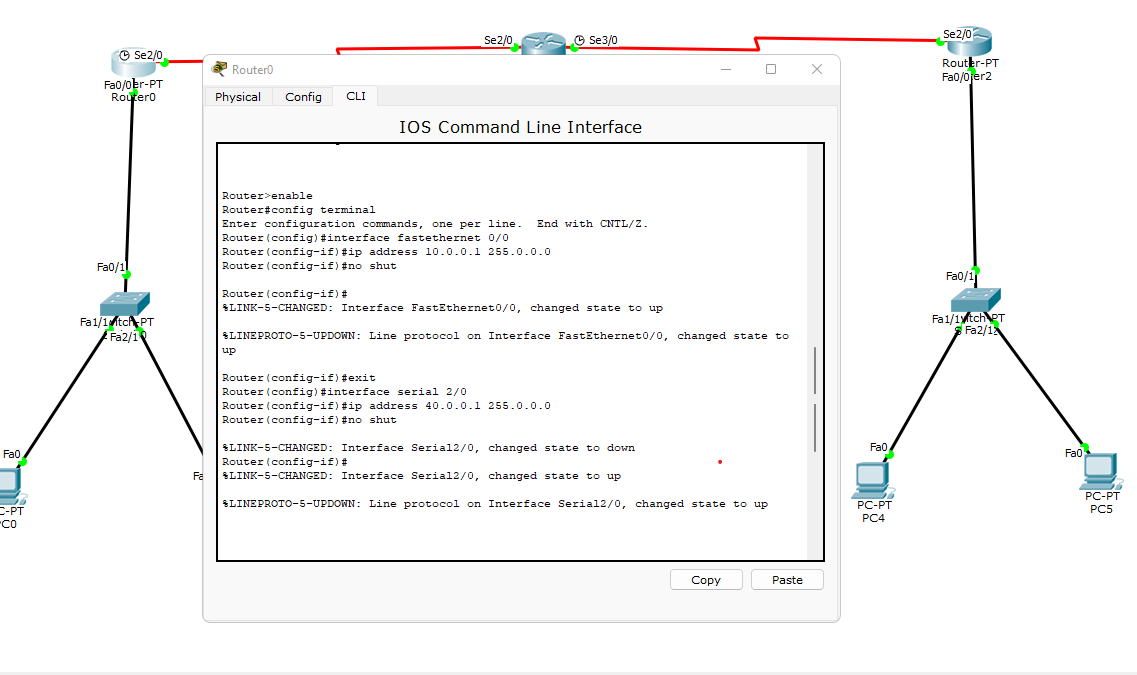 Se2/0
Se2/0
Se3/0
Se2/0
Router-PT
Fa0/0
er2
Fa0/0
er-PT
Router0
Router0
Physical
Config
CLI
IOS Command Line Interface
Router>enable
Router#config terminal
Enter configuration commands, one per line.  End with CNTL/Z.
Router(config)#interface fastethernet 0/0
Router(config-if)#ip address 10.0.0.1 255.0.0.0
Router(config-if)#no shut
Router(config-if)#
%LINK-5-CHANGED: Interface FastEthernet0/0, changed state to up
%LINEPROTO-5-UPDOWN: Line protocol on Interface FastEthernet0/0, changed state to
up
Router(config-if)#exit
Router(config)#interface serial 2/0
Router(config-if)#ip address 40.0.0.1 255.0.0.0
Router(config-if)#no shut
%LINK-5-CHANGED: Interface Serial2/0, changed state to down
Router(config-if)#
%LINK-5-CHANGED: Interface Serial2/0, changed state to up
%LINEPROTO-5-UPDOWN: Line protocol on Interface Serial2/0, changed state to up
Copy
Paste
Fa0/1
Fa1/1
itch-PT
Fa2/1
0
Fa0
C-PT
C0
Fa
Fa0/1
Fa1/1
itch-PT
Fa2/1
Fa0
PC-PT
PC4
Fa0
PC-PT
PC5